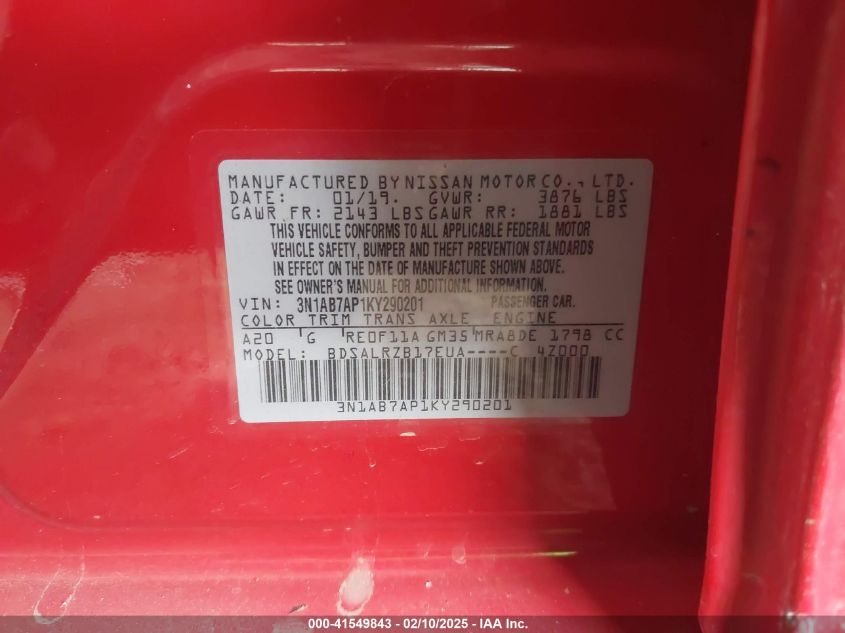 MANUFACTURED BY NISSAN MOTOR CO., LTD.
DATE: 01/19. GVWR: 3876 LBS
GAWR FR: 2143 LBS GAWR RR: 1881 LBS
THIS VEHICLE CONFORMS TO ALL APPLICABLE FEDERAL MOTOR
VEHICLE SAFETY, BUMPER AND THEFT PREVENTION STANDARDS
IN EFFECT ON THE DATE OF MANUFACTURE SHOWN ABOVE.
SEE OWNER'S MANUAL FOR ADDITIONAL INFORMATION.
VIN: 3N1AB7AP1KY290201 PASSENGER CAR.
COLOR TRIM TRANS AXLE ENGINE
A20 G RE0F11A GM35 MRA8DE 1798 CC
MODEL: BDSALRZB17EUA----C 4Z000
3N1AB7AP1KY290201
000-41549843 - 02/10/2025 - IAA Inc.